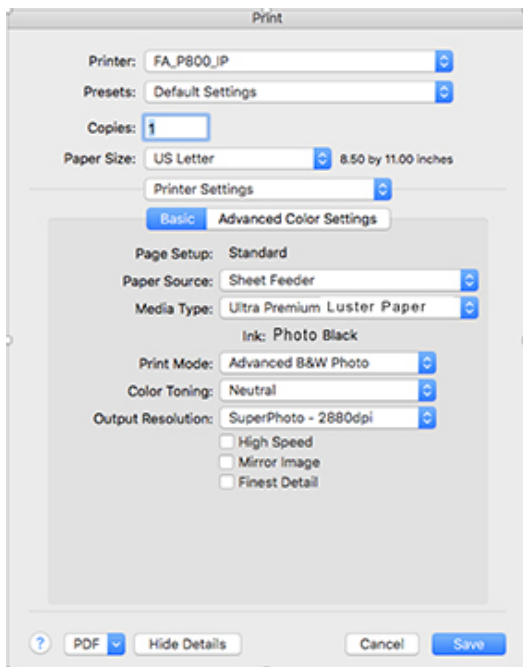 Print
Printer: FA_P800_IP
Presets: Default Settings
Copies: 1
Paper Size: US Letter 8.50 by 11.00 inches
Printer Settings
Basic Advanced Color Settings
Page Setup: Standard
Paper Source: Sheet Feeder
Media Type: Ultra Premium Luster Paper
Ink: Photo Black
Print Mode: Advanced B&W Photo
Color Toning: Neutral
Output Resolution: SuperPhoto - 2880dpi
High Speed
Mirror Image
Finest Detail
? PDF Hide Details Cancel Save